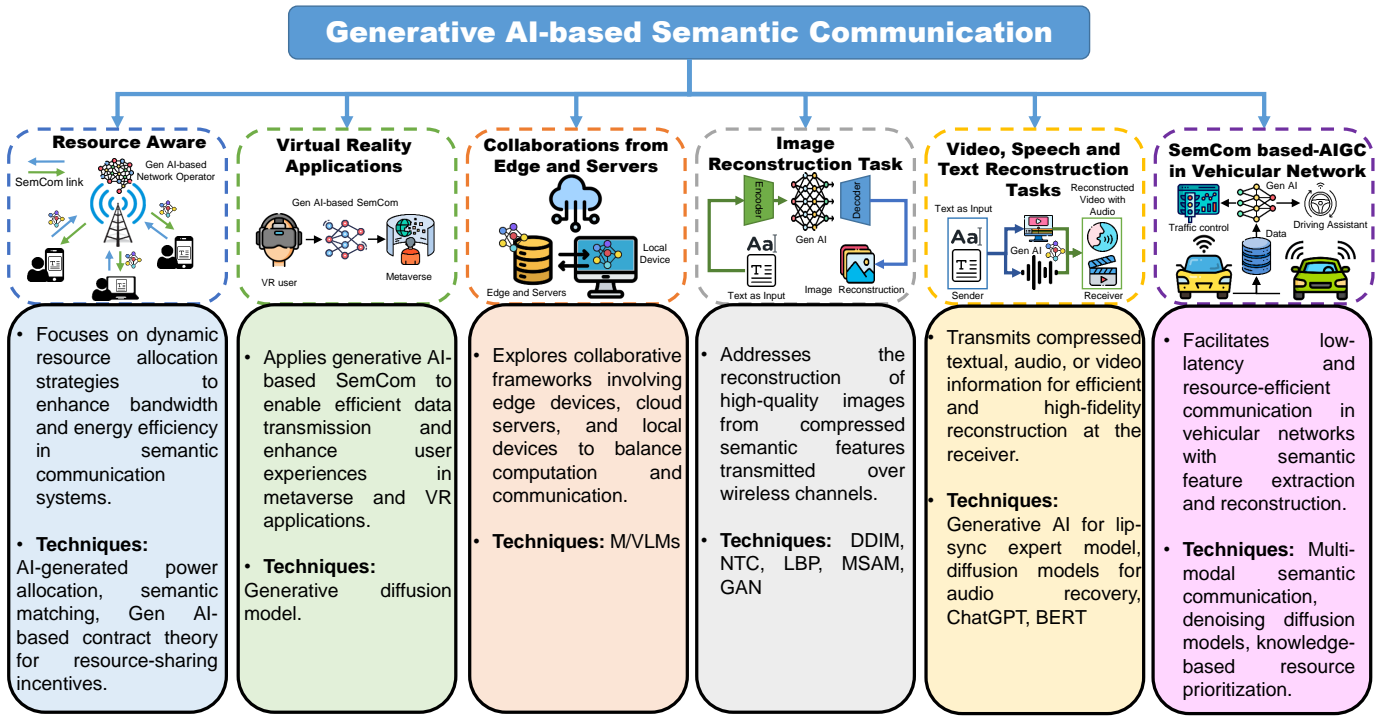 Generative AI-based Semantic Communication
Resource Aware
SemCom link
Gen AI-based
Network Operator
Virtual Reality
Applications
Gen AI-based SemCom
VR user
Metaverse
Collaborations from
Edge and Servers
Local
Device
Edge and Servers
Image
Reconstruction Task
Encoder
Decoder
Gen AI
Aa
T
Text as Input
Image Reconstruction
Video, Speech and
Text Reconstruction
Tasks
Reconstructed
Video with
Audio
Text as Input
Aa
T
Gen AI
Sender
Receiver
SemCom based-AIGC
in Vehicular Network
Gen AI
Traffic control
Driving Assistant
Data
• Focuses on dynamic
resource allocation
strategies to
enhance bandwidth
and energy efficiency
in semantic
communication
systems.
• Techniques:
AI-generated power
allocation, semantic
matching, Gen AI-
based contract theory
for resource-sharing
incentives.
• Applies generative AI-
based SemCom to
enable efficient data
transmission and
enhance user
experiences in
metaverse and VR
applications.
• Techniques:
Generative diffusion
model.
• Explores collaborative
frameworks involving
edge devices, cloud
servers, and local
devices to balance
computation and
communication.
• Techniques: M/VLMs
• Addresses the
reconstruction of
high-quality images
from compressed
semantic features
transmitted over
wireless channels.
• Techniques: DDIM,
NTC, LBP, MSAM,
GAN
• Transmits compressed
textual, audio, or video
information for efficient
and high-fidelity
reconstruction at the
receiver.
• Techniques:
Generative AI for lip-
sync expert model,
diffusion models for
audio recovery,
ChatGPT, BERT
• Facilitates low-
latency and
resource-efficient
communication in
vehicular networks
with semantic
feature extraction
and reconstruction.
• Techniques: Multi-
modal semantic
communication,
denoising diffusion
models, knowledge-
based resource
prioritization.